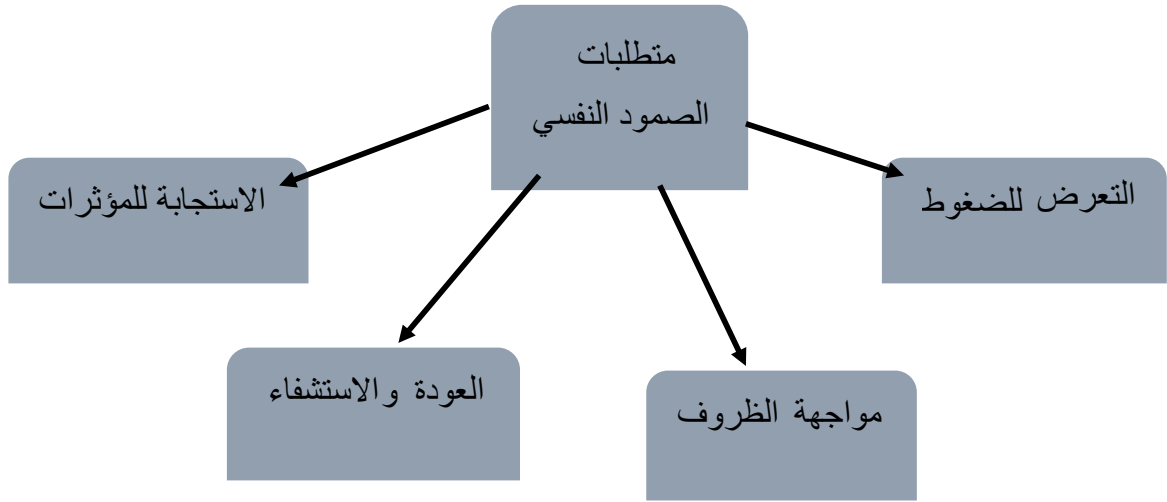 متطلبات
الصمود النفسي
التعرض للضغوط
الاستجابة للمؤثرات
العودة والاستشفاء
مواجهة الظروف